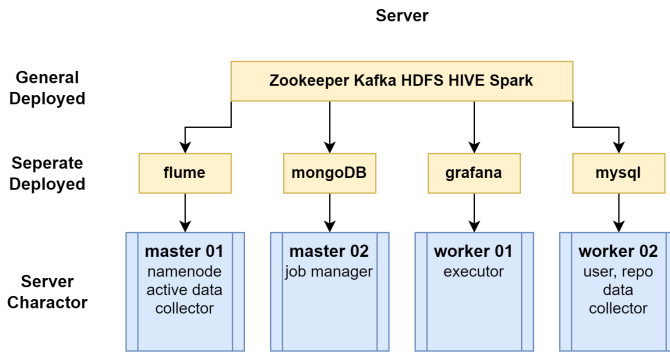 Server
General
Deployed
Zookeeper Kafka HDFS HIVE Spark
Seperate
Deployed
flume
mongoDB
grafana
mysql
Server
Charactor
master 01
namenode
active data
collector
master 02
job manager
worker 01
executor
worker 02
user, repo
data
collector